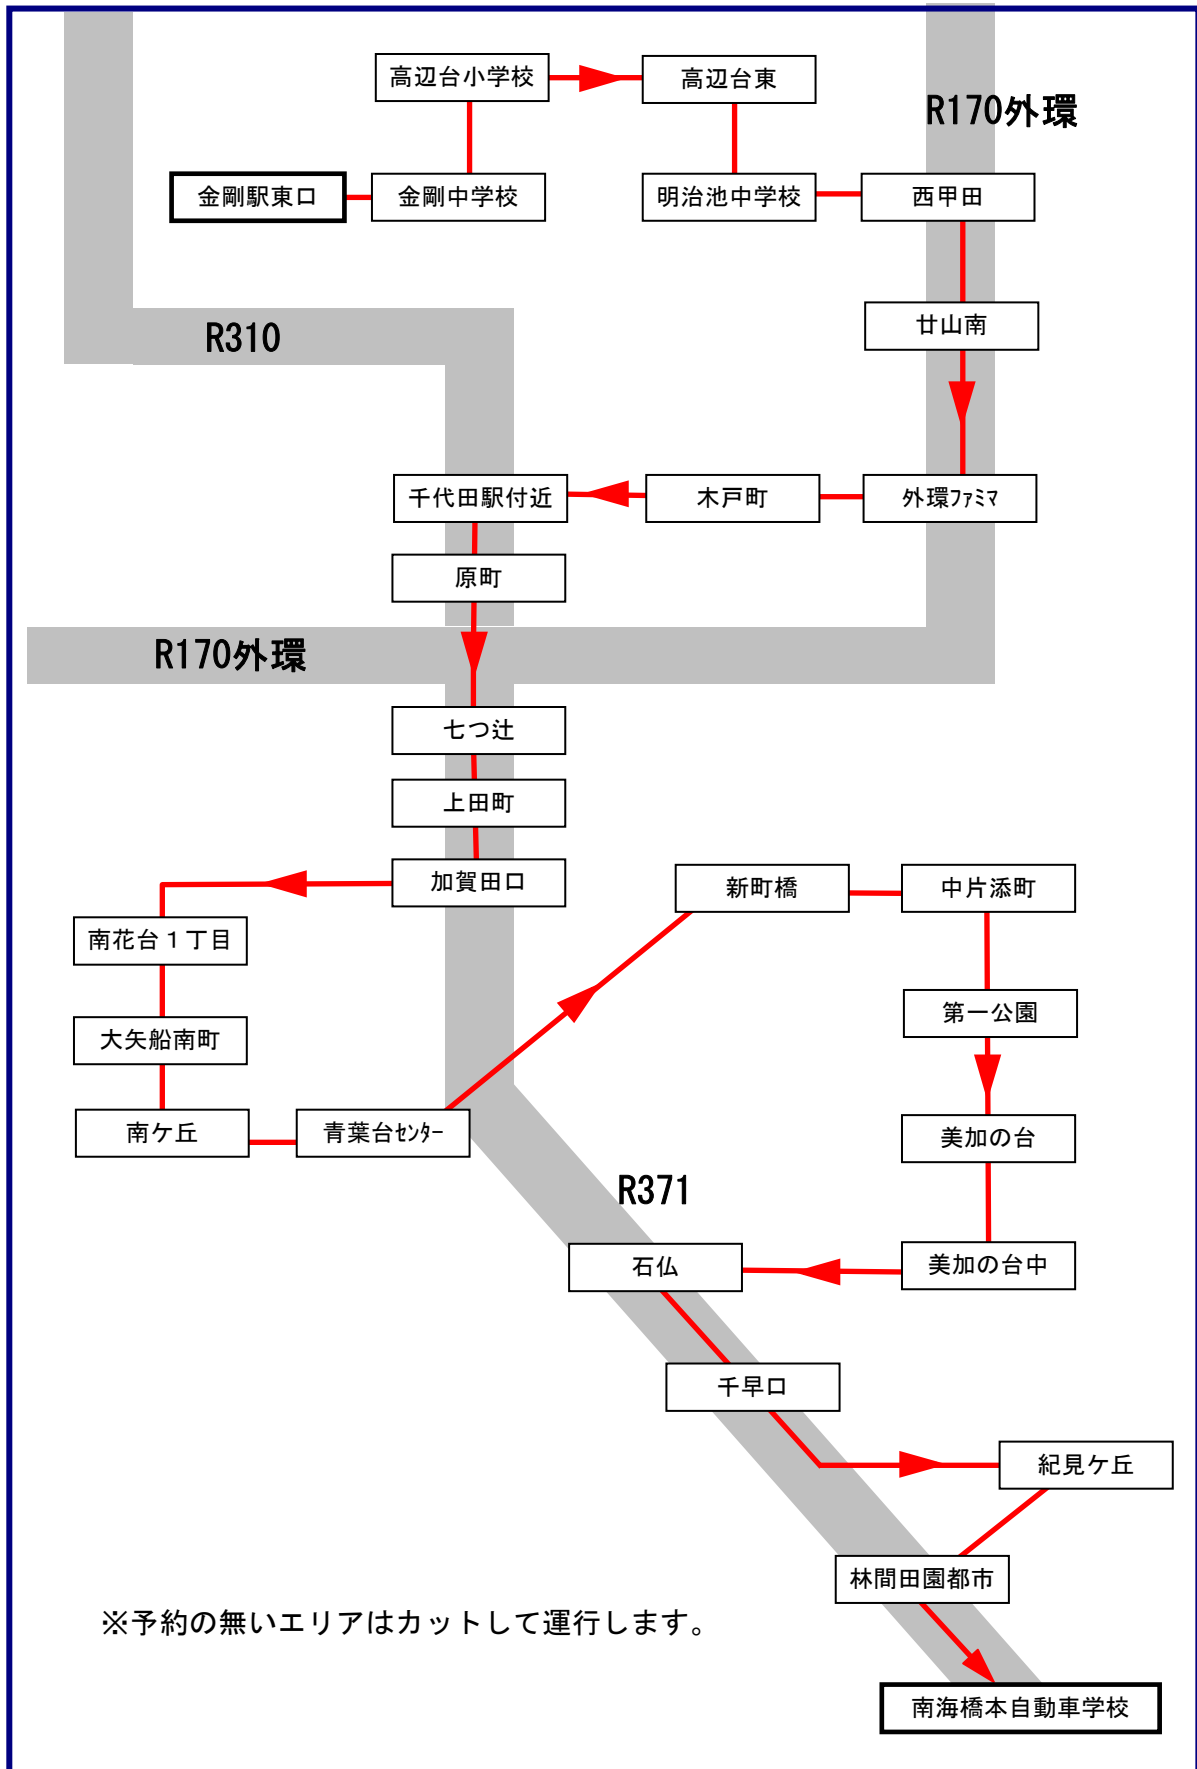 高辺台小学校
高辺台東
R170外環
金剛駅東口
金剛中学校
明治池中学校
西甲田
廿山南
R310
千代田駅付近
木戸町
外環ﾌｧﾐﾏ
原町
R170外環
七つ辻
上田町
加賀田口
新町橋
中片添町
南花台１丁目
第一公園
大矢船南町
南ケ丘
青葉台ｾﾝﾀｰ
美加の台
R371
石仏
美加の台中
千早口
紀見ケ丘
林間田園都市
※予約の無いエリアはカットして運行します。
南海橋本自動車学校